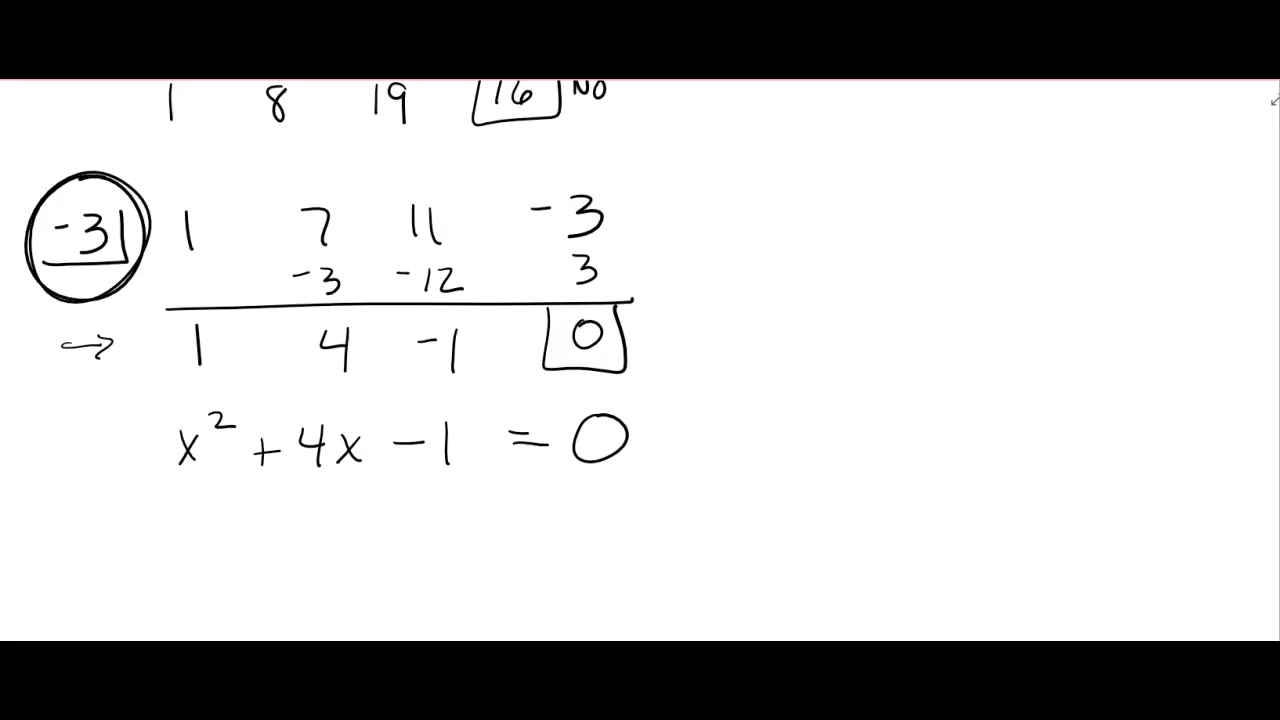 1 8 19 16 NO
-3 1 7 11 -3
-3 -12 3
→ 1 4 -1 0
x² + 4x - 1 = 0